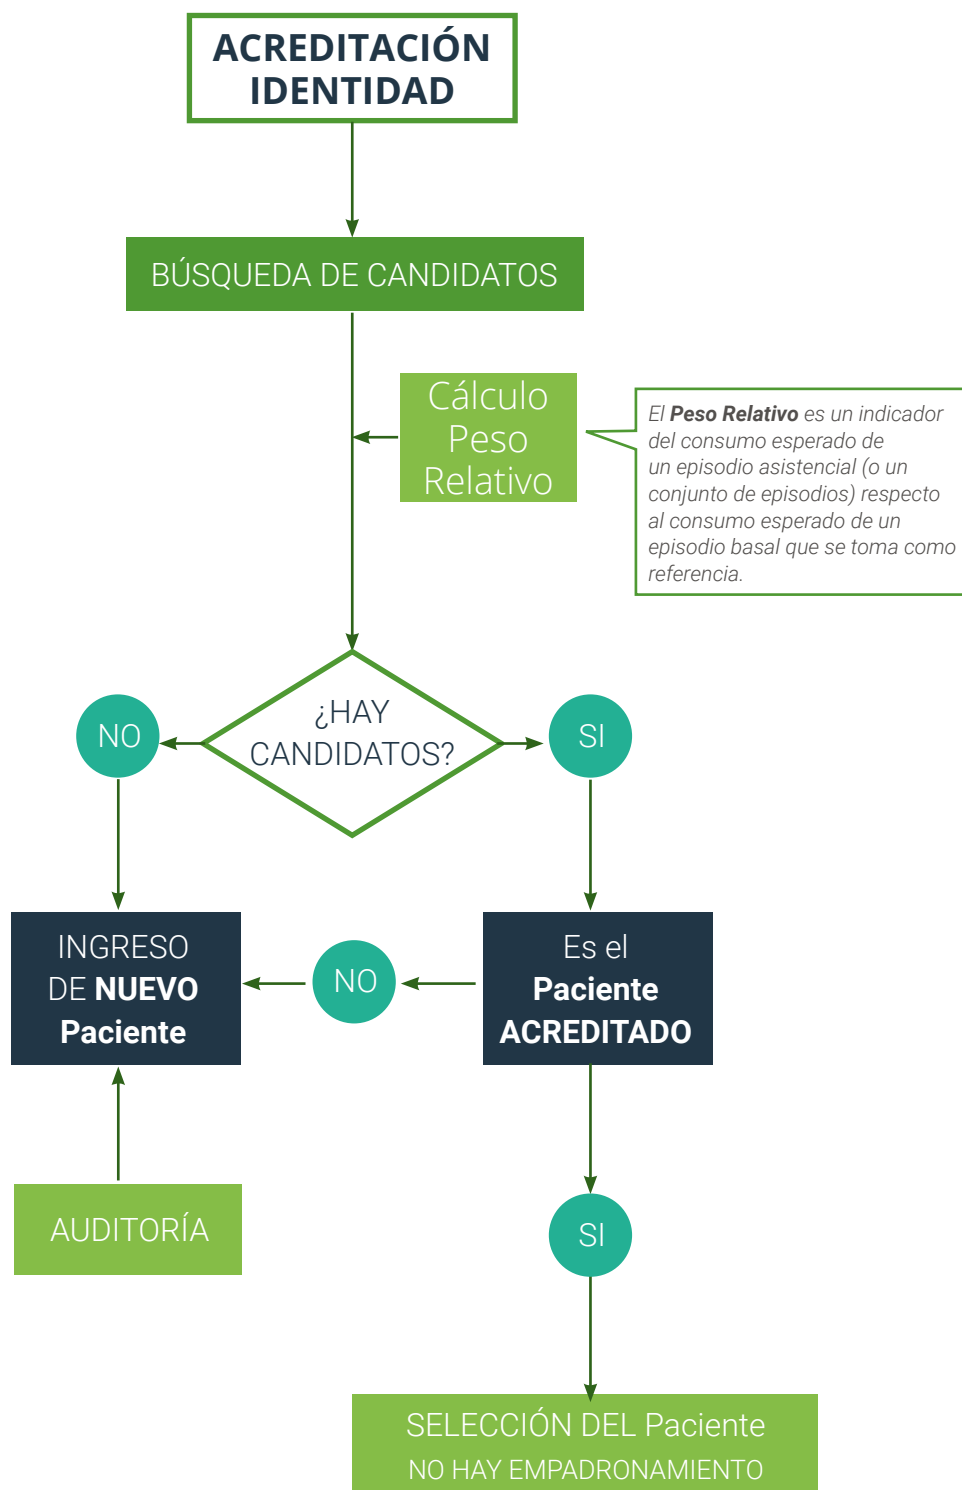 ACREDITACIÓN
IDENTIDAD
BÚSQUEDA DE CANDIDATOS
Cálculo
Peso
Relativo
El Peso Relativo es un indicador
del consumo esperado de
un episodio asistencial (o un
conjunto de episodios) respecto
al consumo esperado de un
episodio basal que se toma como
referencia.
¿HAY
CANDIDATOS?
NO
SI
INGRESO
DE NUEVO
Paciente
NO
Es el
Paciente
ACREDITADO
AUDITORÍA
SI
SELECCIÓN DEL Paciente
NO HAY EMPADRONAMIENTO